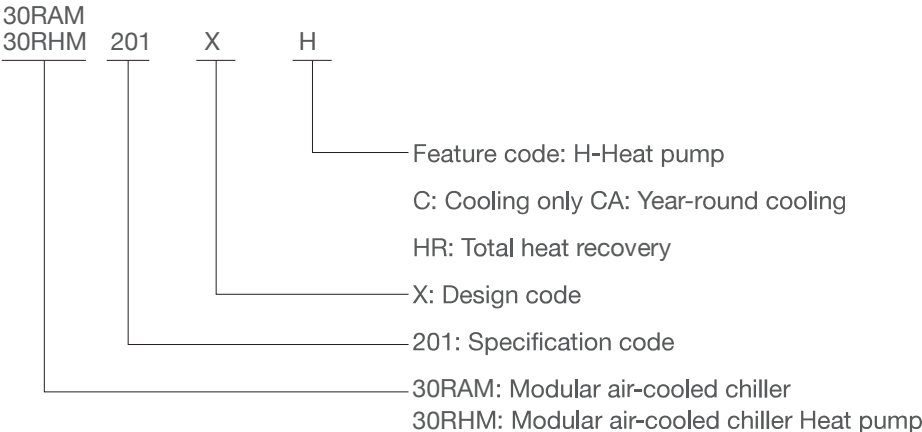 30RAM
30RHM 201 X H
Feature code: H-Heat pump
C: Cooling only CA: Year-round cooling
HR: Total heat recovery
X: Design code
201: Specification code
30RAM: Modular air-cooled chiller
30RHM: Modular air-cooled chiller Heat pump